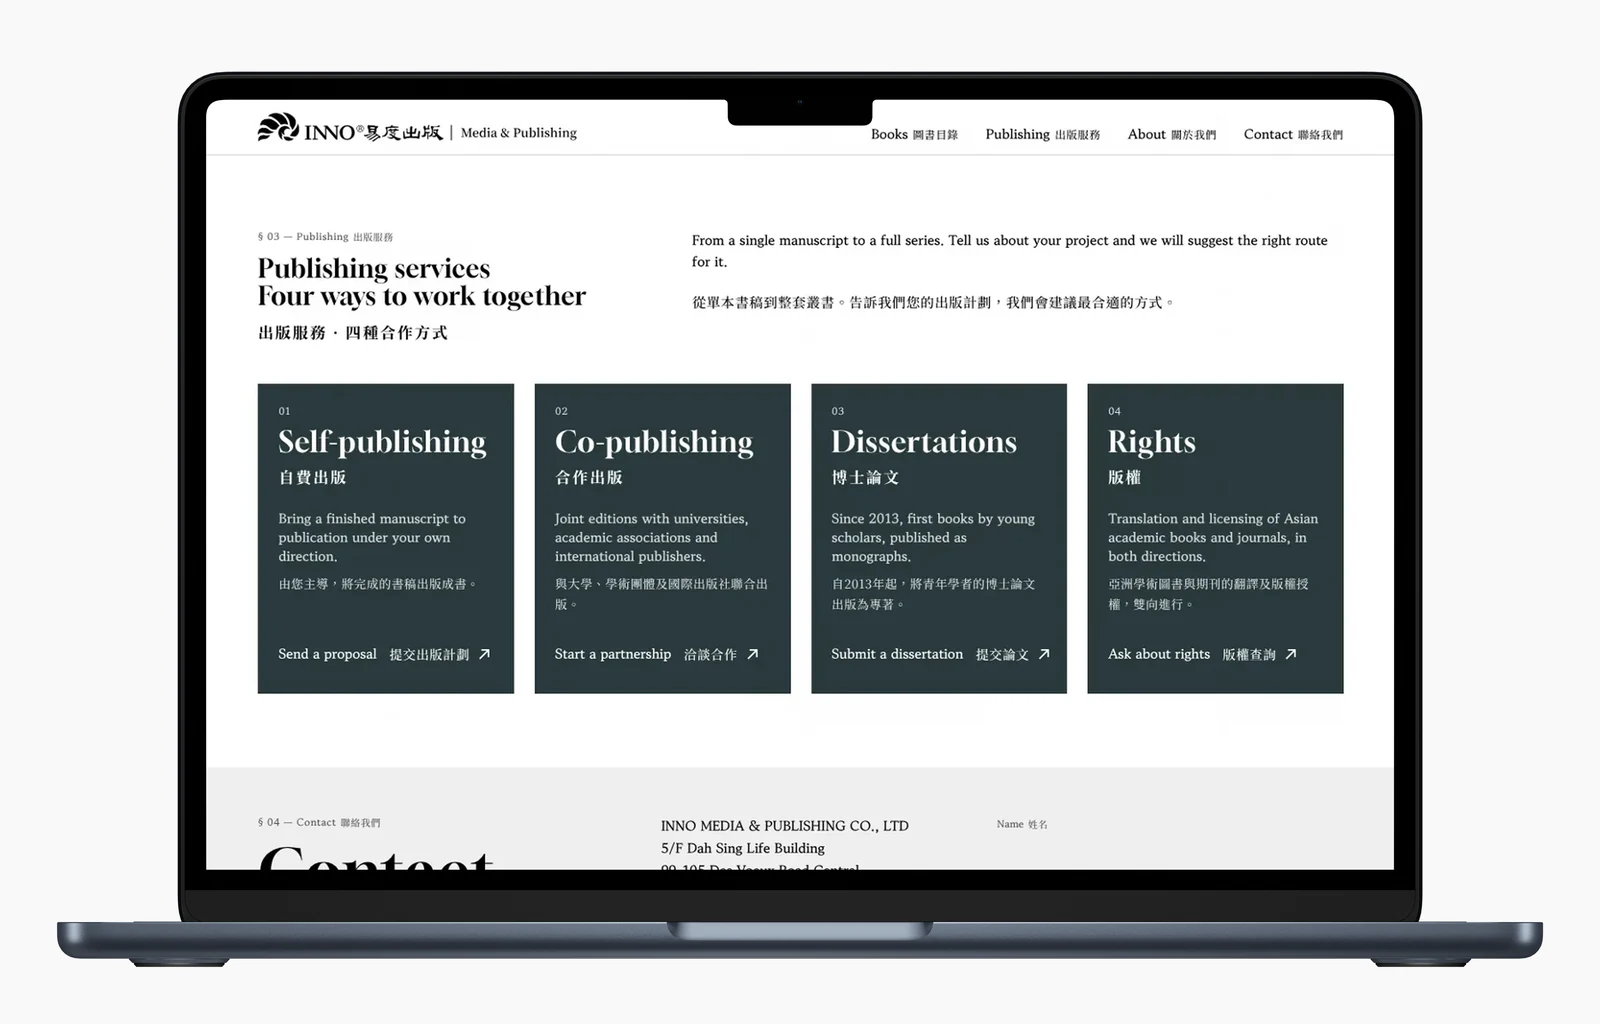 INNO®易度出版 | Media & Publishing
Books 圖書目錄 Publishing 出版服務 About 關於我們 Contact 聯絡我們
§ 03 — Publishing 出版服務
Publishing services
Four ways to work together
出版服務 · 四種合作方式
From a single manuscript to a full series. Tell us about your project and we will suggest the right route
for it.
從單本書稿到整套叢書。告訴我們您的出版計劃，我們會建議最合適的方式。
01
Self-publishing
自費出版
Bring a finished manuscript to
publication under your own
direction.
由您主導，將完成的書稿出版成書。
Send a proposal 提交出版計劃
02
Co-publishing
合作出版
Joint editions with universities,
academic associations and
international publishers.
與大學、學術團體及國際出版社聯合出
版。
Start a partnership 洽談合作
03
Dissertations
博士論文
Since 2013, first books by young
scholars, published as
monographs.
自2013年起，將青年學者的博士論文
出版為專著。
Submit a dissertation 提交論文
04
Rights
版權
Translation and licensing of Asian
academic books and journals, in
both directions.
亞洲學術圖書與期刊的翻譯及版權授
權，雙向進行。
Ask about rights 版權查詢
§ 04 — Contact 聯絡我們
Contact
INNO MEDIA & PUBLISHING CO., LTD
5/F Dah Sing Life Building
99-105 Des Voeux Road Central
Name 姓名